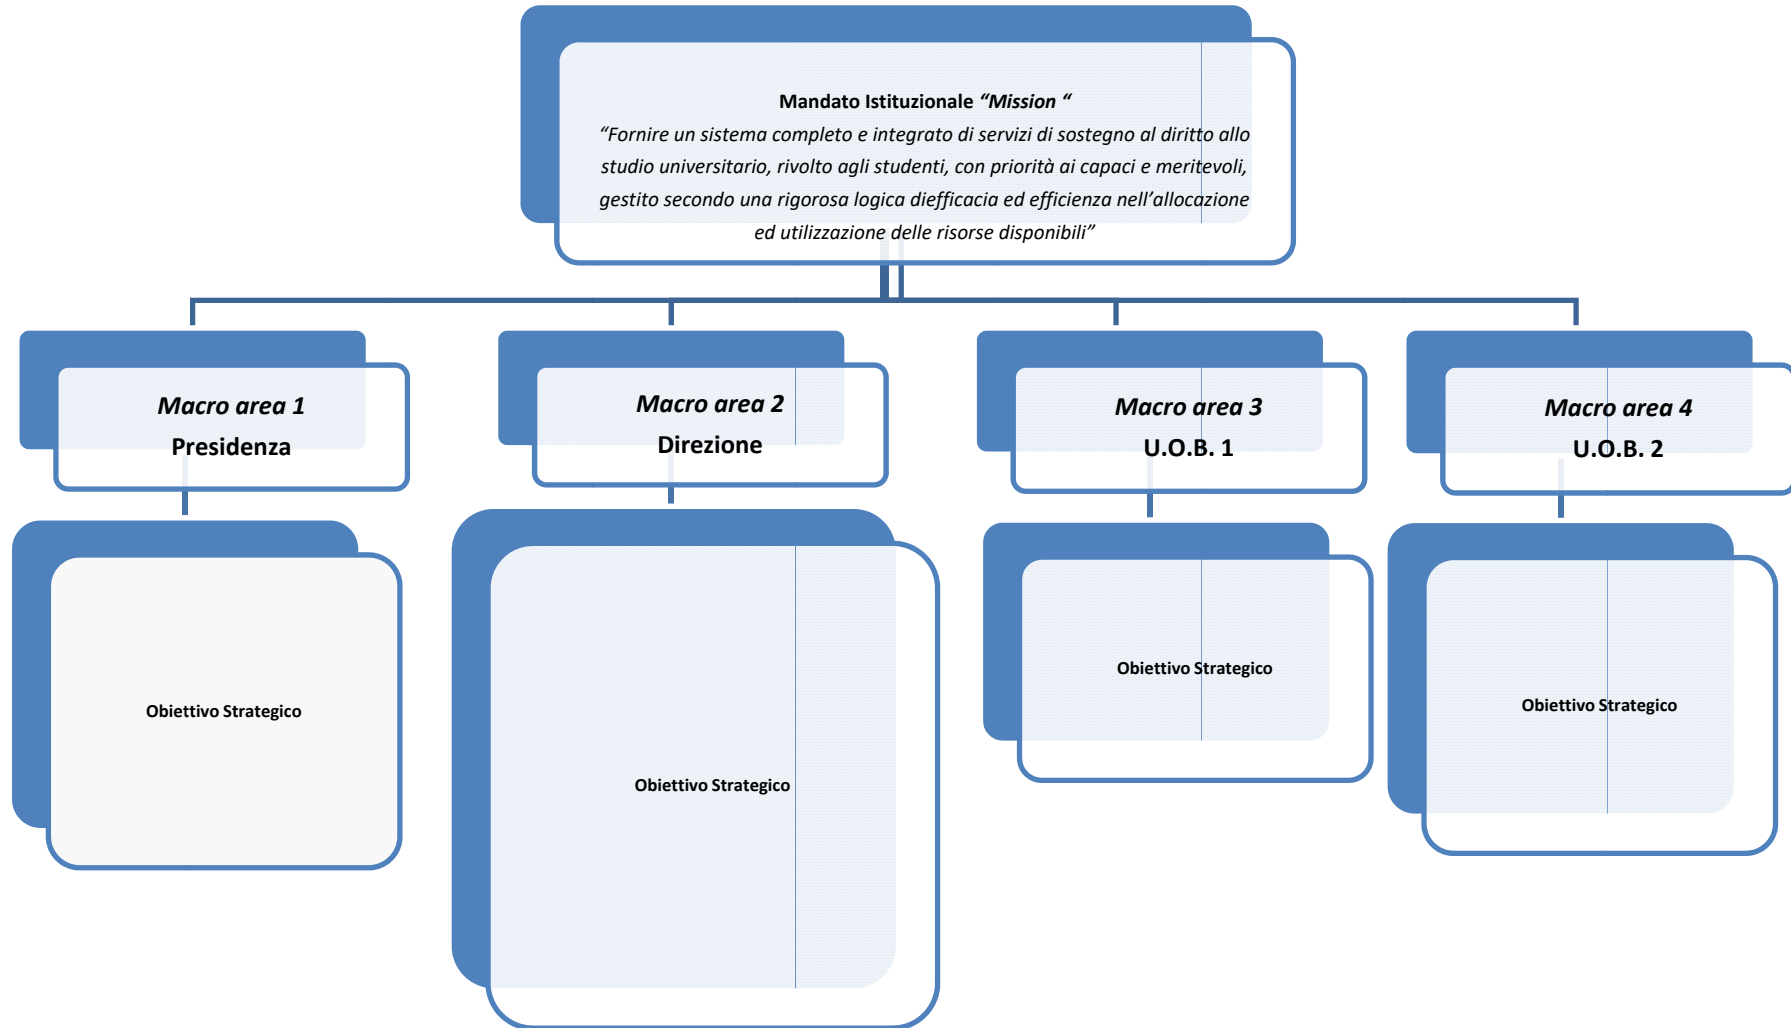 Mandato Istituzionale “Mission “
“Fornire un sistema completo e integrato di servizi di sostegno al diritto allo
studio universitario, rivolto agli studenti, con priorità ai capaci e meritevoli,
gestito secondo una rigorosa logica diefficacia ed efficienza nell’allocazione
ed utilizzazione delle risorse disponibili”
Macro area 1
Presidenza
Macro area 2
Direzione
Macro area 3
U.O.B. 1
Macro area 4
U.O.B. 2
Obiettivo Strategico
Obiettivo Strategico
Obiettivo Strategico
Obiettivo Strategico